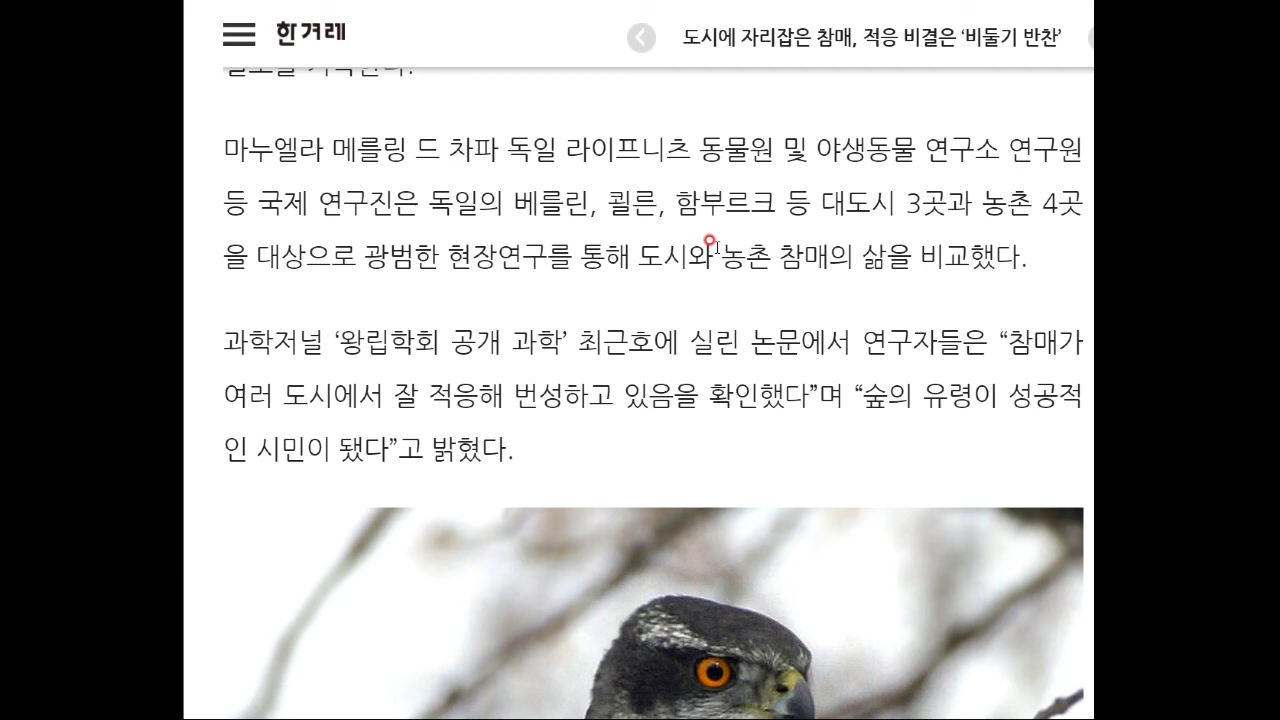 한겨레
도시에 자리잡은 참매, 적응 비결은 ‘비둘기 반찬’
마누엘라 메를링 드 차파 독일 라이프니츠 동물원 및 야생동물 연구소 연구원
등 국제 연구진은 독일의 베를린, 쾰른, 함부르크 등 대도시 3곳과 농촌 4곳
을 대상으로 광범한 현장연구를 통해 도시와 농촌 참매의 삶을 비교했다.
과학저널 ‘왕립학회 공개 과학’ 최근호에 실린 논문에서 연구자들은 “참매가
여러 도시에서 잘 적응해 번성하고 있음을 확인했다”며 “숲의 유령이 성공적
인 시민이 됐다”고 밝혔다.